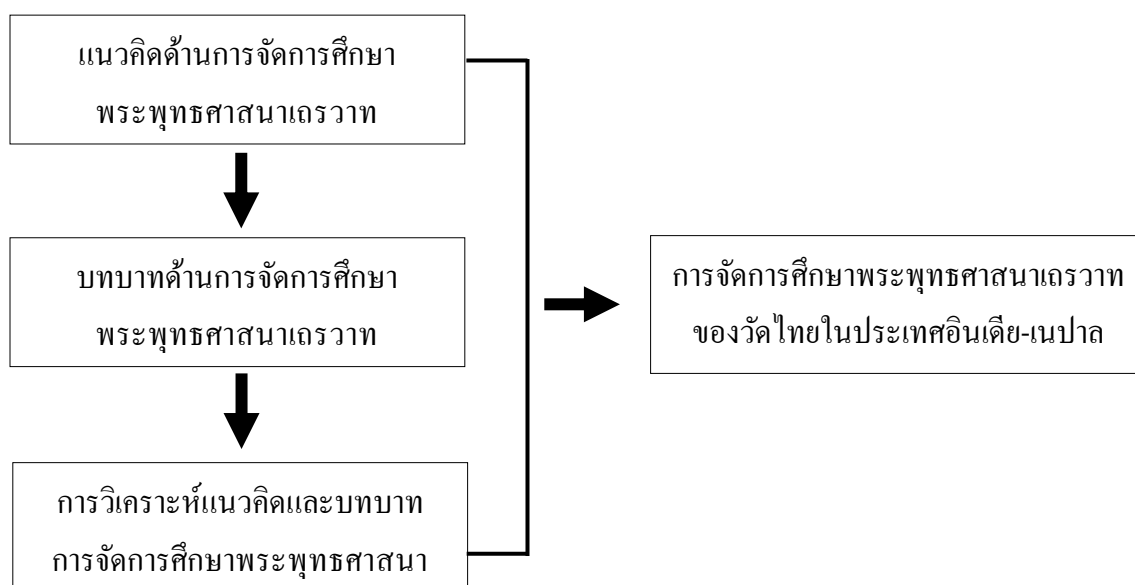 แนวคิดด้านการจัดการศึกษา
พระพุทธศาสนาเถรวาท
บทบาทด้านการจัดการศึกษา
พระพุทธศาสนาเถรวาท
การวิเคราะห์แนวคิดและบทบาท
การจัดการศึกษาพระพุทธศาสนา
การจัดการศึกษาพระพุทธศาสนาเถรวาท
ของวัดไทยในประเทศอินเดีย-เนปาล